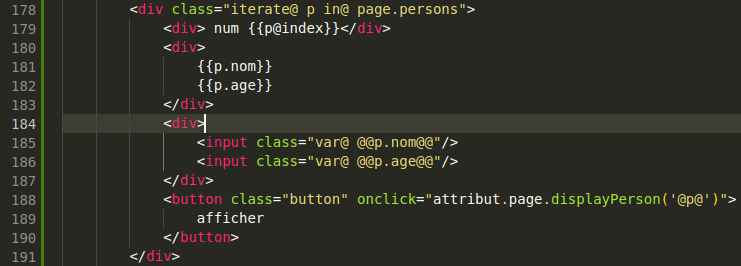 178 <div class="iterate@ p in@ page.persons">
179 <div> num {{p@index}}</div>
180 <div>
181 {{p.nom}}
182 {{p.age}}
183 </div>
184 <div>
185 <input class="var@ @@p.nom@@"/>
186 <input class="var@ @@p.age@@"/>
187 </div>
188 <button class="button" onclick="attribut.page.displayPerson('@p@')">
189 afficher
190 </button>
191 </div>